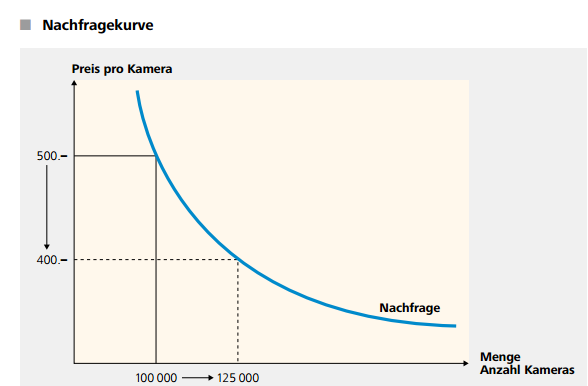 Nachfragekurve
Preis pro Kamera
500.–
400.–
Nachfrage
Menge
Anzahl Kameras
100 000 125 000